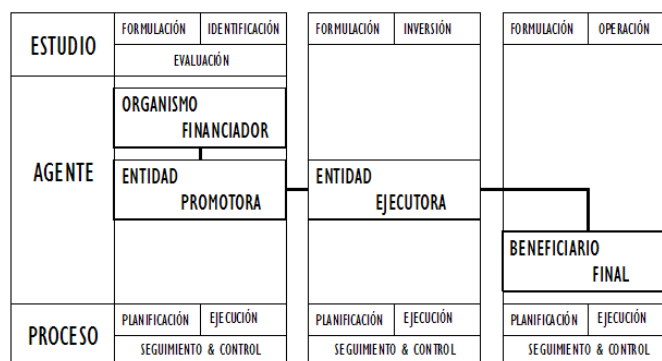 ESTUDIO
FORMULACIÓN IDENTIFICACIÓN
EVALUACIÓN
FORMULACIÓN INVERSIÓN
FORMULACIÓN OPERACIÓN
AGENTE
ORGANISMO
FINANCIADOR
ENTIDAD
PROMOTORA
ENTIDAD
EJECUTORA
BENEFICIARIO
FINAL
PROCESO
PLANIFICACIÓN EJECUCIÓN
SEGUIMIENTO & CONTROL
PLANIFICACIÓN EJECUCIÓN
SEGUIMIENTO & CONTROL
PLANIFICACIÓN EJECUCIÓN
SEGUIMIENTO & CONTROL